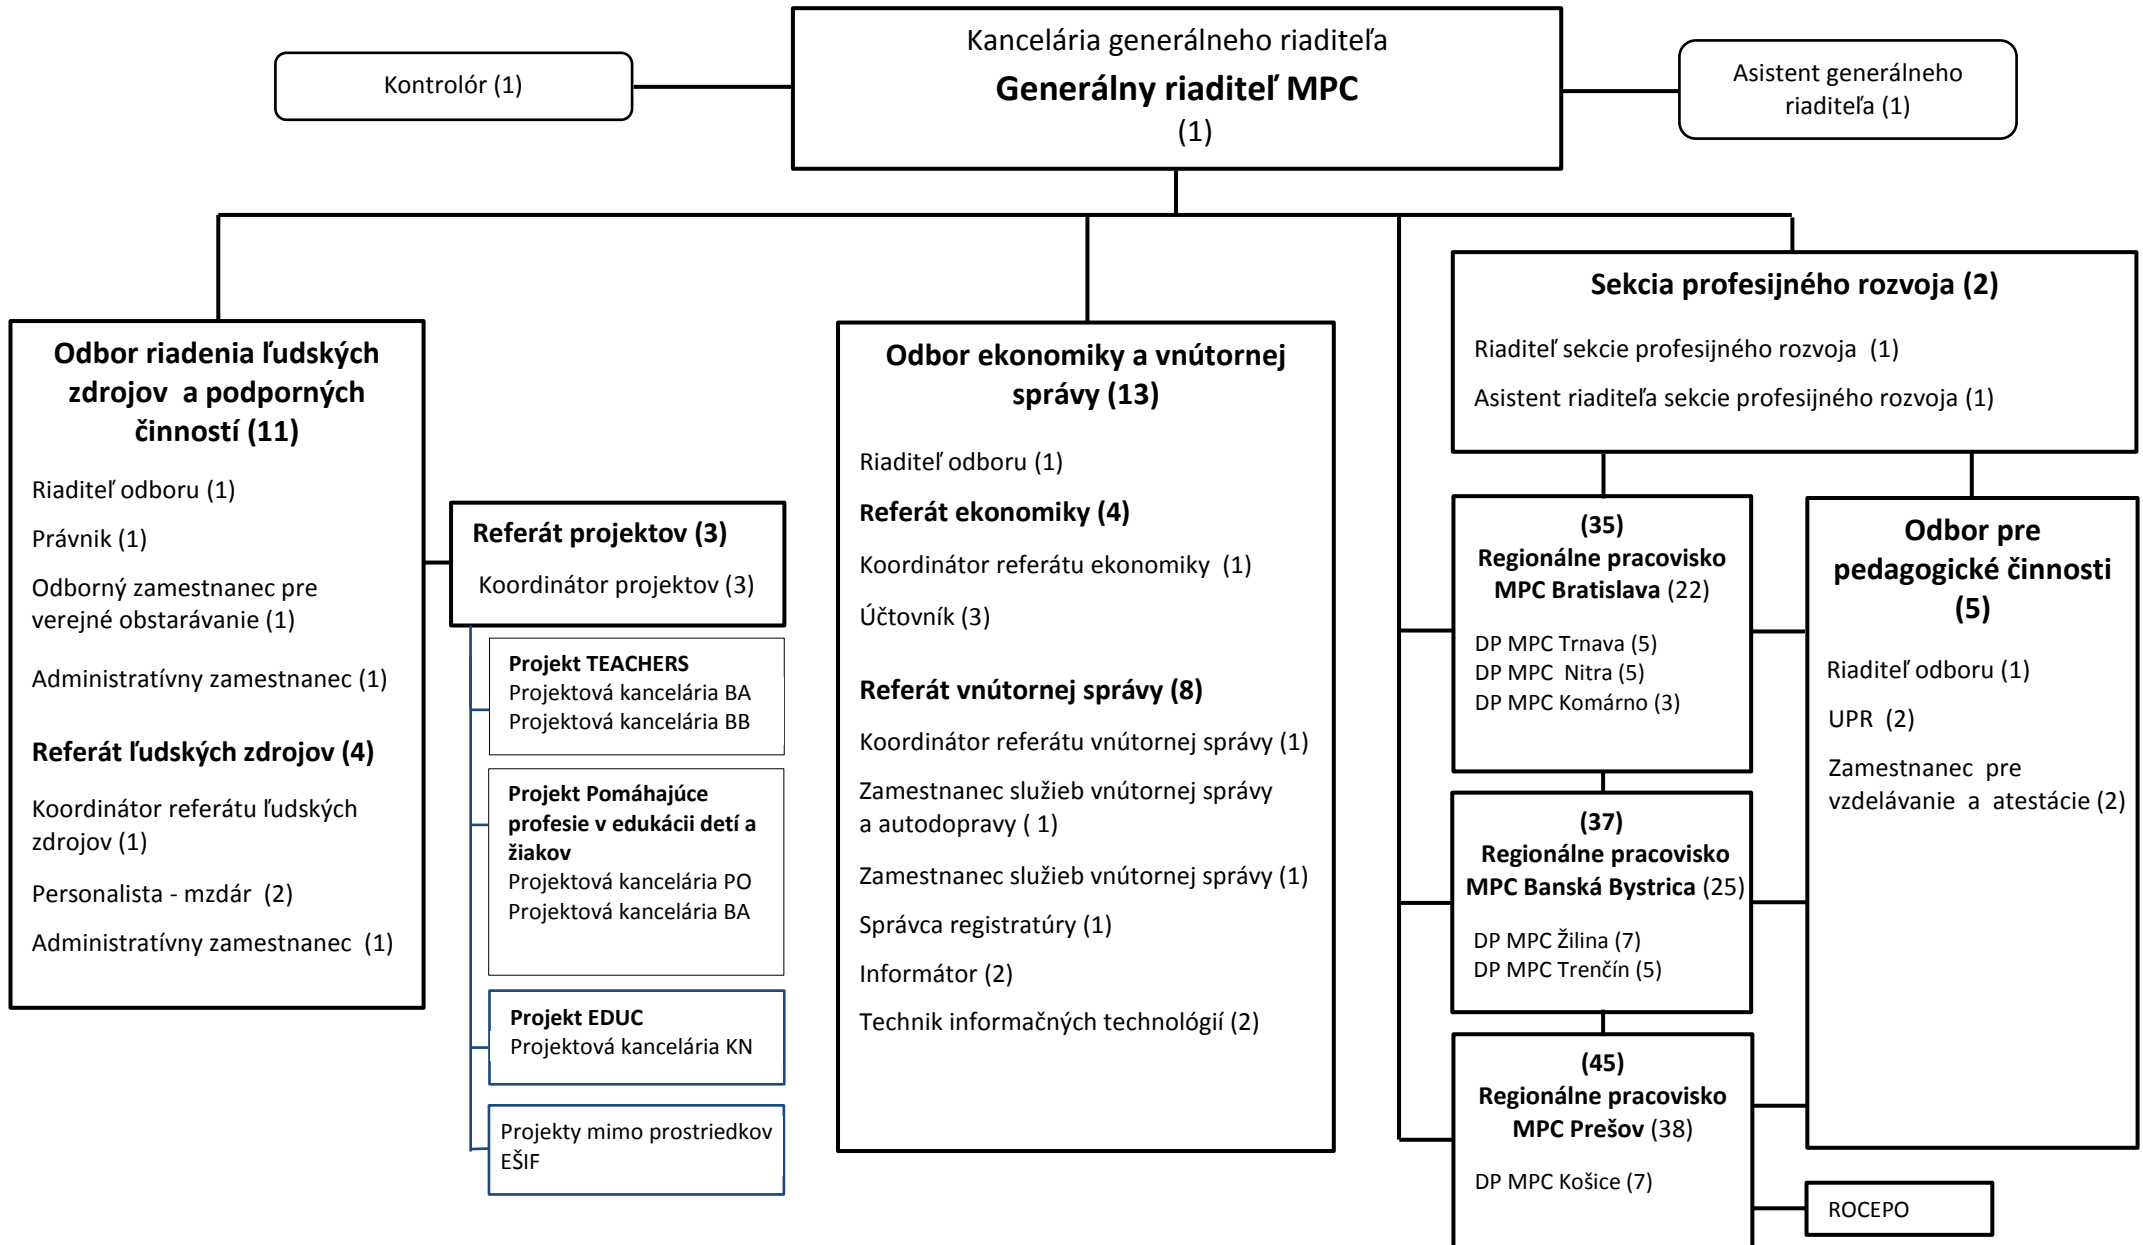 Kancelária generálneho riaditeľa
Generálny riaditeľ MPC
(1)
Kontrolór (1)
Asistent generálneho
riaditeľa (1)
Odbor riadenia ľudských
zdrojov a podporných
činností (11)
Riaditeľ odboru (1)
Právnik (1)
Odborný zamestnanec pre
verejné obstarávanie (1)
Administratívny zamestnanec (1)
Referát ľudských zdrojov (4)
Koordinátor referátu ľudských
zdrojov (1)
Personalista - mzdár (2)
Administratívny zamestnanec (1)
Referát projektov (3)
Koordinátor projektov (3)
Projekt TEACHERS
Projektová kancelária BA
Projektová kancelária BB
Projekt Pomáhajúce
profesie v edukácii detí a
žiakov
Projektová kancelária PO
Projektová kancelária BA
Projekt EDUC
Projektová kancelária KN
Projekty mimo prostriedkov
EŠIF
Odbor ekonomiky a vnútornej
správy (13)
Riaditeľ odboru (1)
Referát ekonomiky (4)
Koordinátor referátu ekonomiky (1)
Účtovník (3)
Referát vnútornej správy (8)
Koordinátor referátu vnútornej správy (1)
Zamestnanec služieb vnútornej správy
a autodopravy ( 1)
Zamestnanec služieb vnútornej správy (1)
Správca registratúry (1)
Informátor (2)
Technik informačných technológií (2)
Sekcia profesijného rozvoja (2)
Riaditeľ sekcie profesijného rozvoja (1)
Asistent riaditeľa sekcie profesijného rozvoja (1)
(35)
Regionálne pracovisko
MPC Bratislava (22)
DP MPC Trnava (5)
DP MPC Nitra (5)
DP MPC Komárno (3)
(37)
Regionálne pracovisko
MPC Banská Bystrica (25)
DP MPC Žilina (7)
DP MPC Trenčín (5)
(45)
Regionálne pracovisko
MPC Prešov (38)
DP MPC Košice (7)
Odbor pre
pedagogické činnosti
(5)
Riaditeľ odboru (1)
UPR (2)
Zamestnanec pre
vzdelávanie a atestácie (2)
ROCEPO